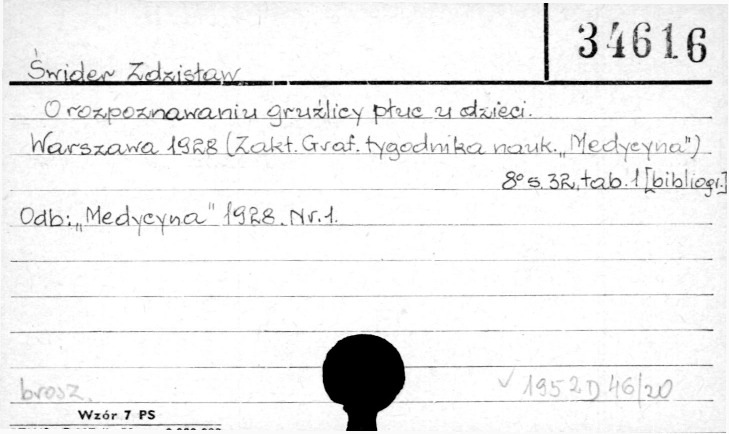 34616
Świder Zdzisław
O rozpoznawaniu gruźlicy płuc u dzieci.
Warszawa 1928 (Zakt. Graf. tygodnika nauk. „Medycyna")
8° s. 32, tab. 1 [bibliogr.]
Odb: „Medycyna" 1928. Nr. 1.
brosz.
√ 1952 D 46/20
Wzór 7 PS